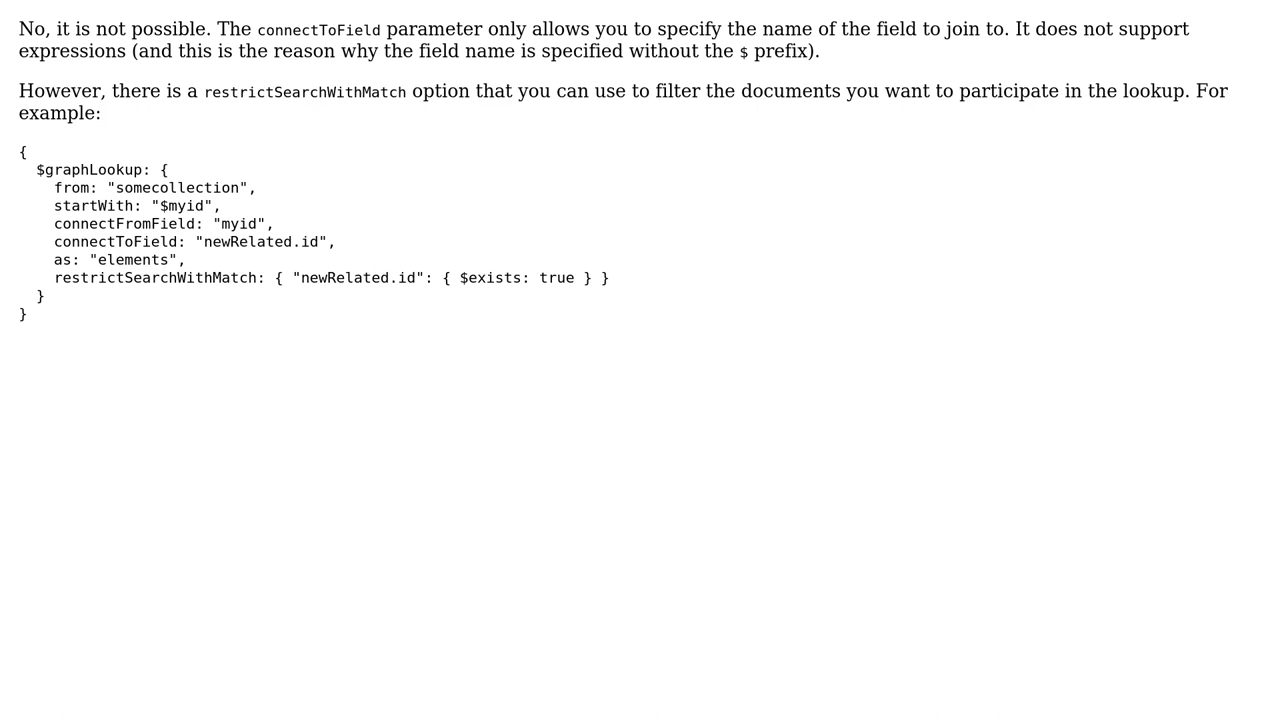 No, it is not possible. The connectToField parameter only allows you to specify the name of the field to join to. It does not support
expressions (and this is the reason why the field name is specified without the $ prefix).
However, there is a restrictSearchWithMatch option that you can use to filter the documents you want to participate in the lookup. For
example:
{
  $graphLookup: {
    from: "somecollection",
    startWith: "$myid",
    connectFromField: "myid",
    connectToField: "newRelated.id",
    as: "elements",
    restrictSearchWithMatch: { "newRelated.id": { $exists: true } }
  }
}